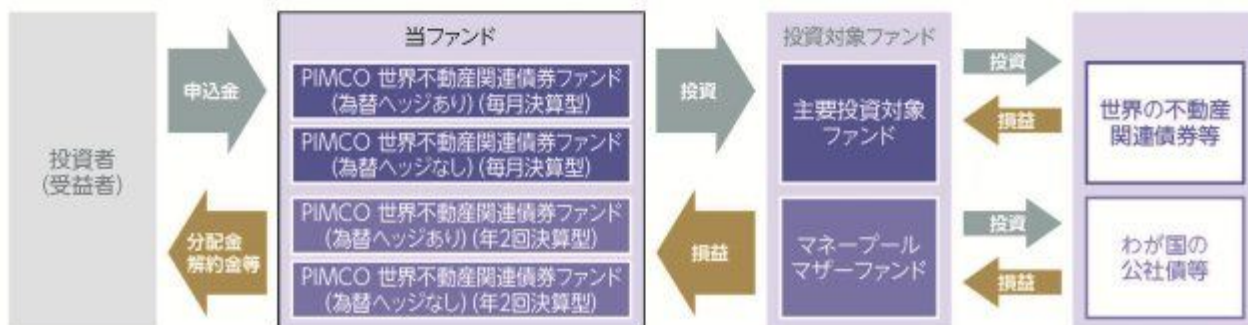 投資者
(受益者)
申込金
分配金
解約金等
当ファンド
PIMCO 世界不動産関連債券ファンド
(為替ヘッジあり)(毎月決算型)
PIMCO 世界不動産関連債券ファンド
(為替ヘッジなし)(毎月決算型)
PIMCO 世界不動産関連債券ファンド
(為替ヘッジあり)(年2回決算型)
PIMCO 世界不動産関連債券ファンド
(為替ヘッジなし)(年2回決算型)
投資
損益
投資対象ファンド
主要投資対象
ファンド
マネープール
マザーファンド
投資
損益
投資
損益
世界の不動産
関連債券等
わが国の
公社債等